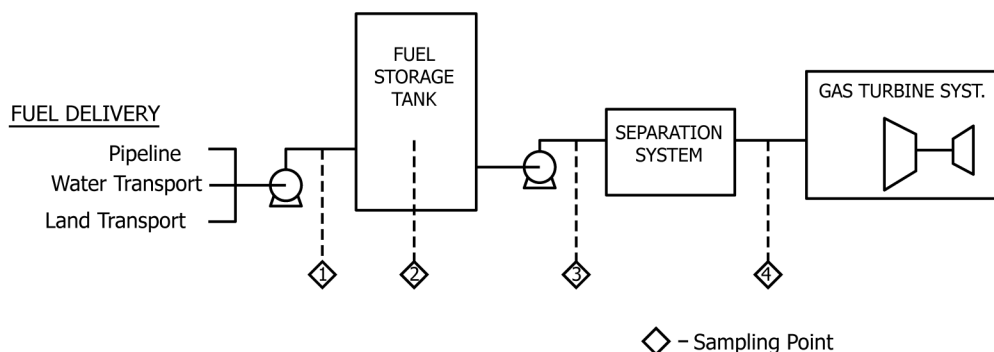 FUEL DELIVERY
Pipeline
Water Transport
Land Transport
FUEL
STORAGE
TANK
SEPARATION
SYSTEM
GAS TURBINE SYST.
1
2
3
4
– Sampling Point